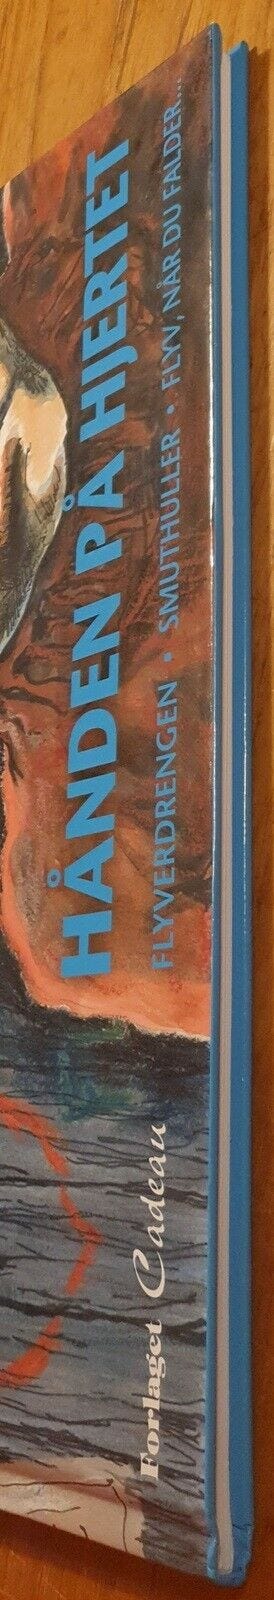 HÅNDEN PÅ HJERTET
FLYVERDRENGEN · SMUTHULLER · FLYV, NÅR DU FALDER...
Forlaget Cadeau